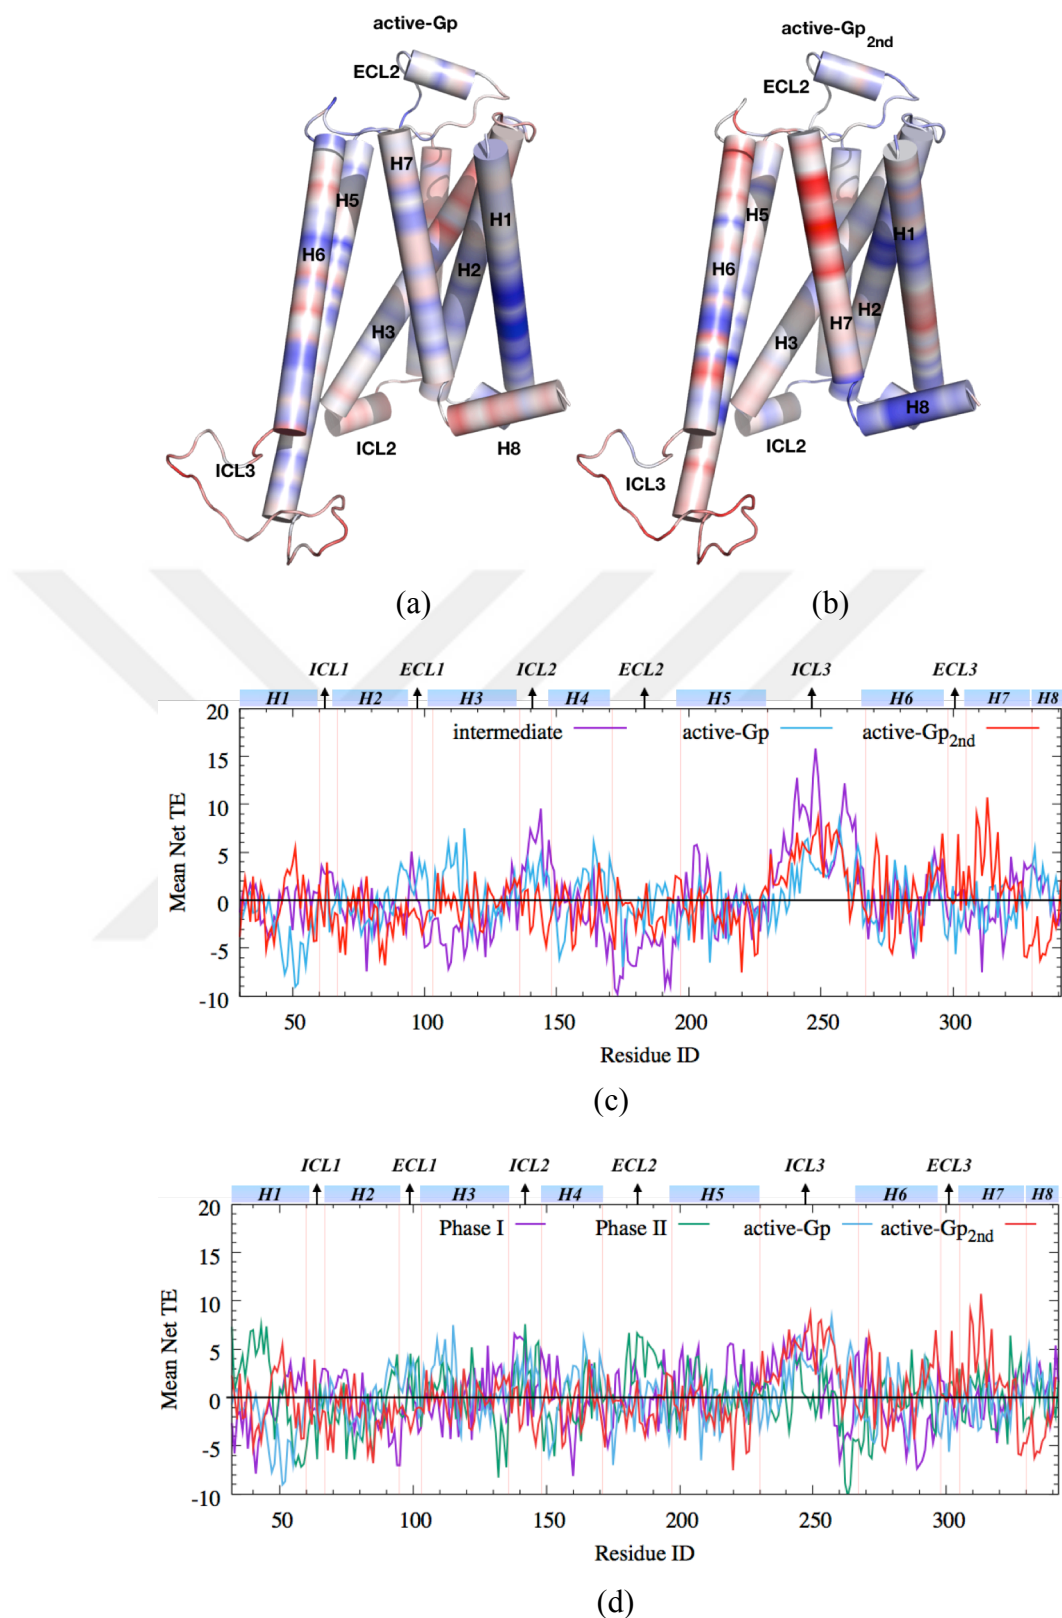 active-Gp
ECL2
H7
H5
H1
H6
H2
H3
ICL2
H8
ICL3
(a)
active-Gp2nd
ECL2
H5
H1
H6
H2
H7
H3
H8
ICL2
ICL3
(b)
ICL1 ECL1 ICL2 ECL2 ICL3 ECL3
H1 H2 H3 H4 H5 H6 H7 H8
intermediate active-Gp active-Gp2nd
Mean Net TE
20
15
10
5
0
-5
-10
50 100 150 200 250 300
Residue ID
(c)
ICL1 ECL1 ICL2 ECL2 ICL3 ECL3
H1 H2 H3 H4 H5 H6 H7 H8
Phase I Phase II active-Gp active-Gp2nd
Mean Net TE
20
15
10
5
0
-5
-10
50 100 150 200 250 300
Residue ID
(d)